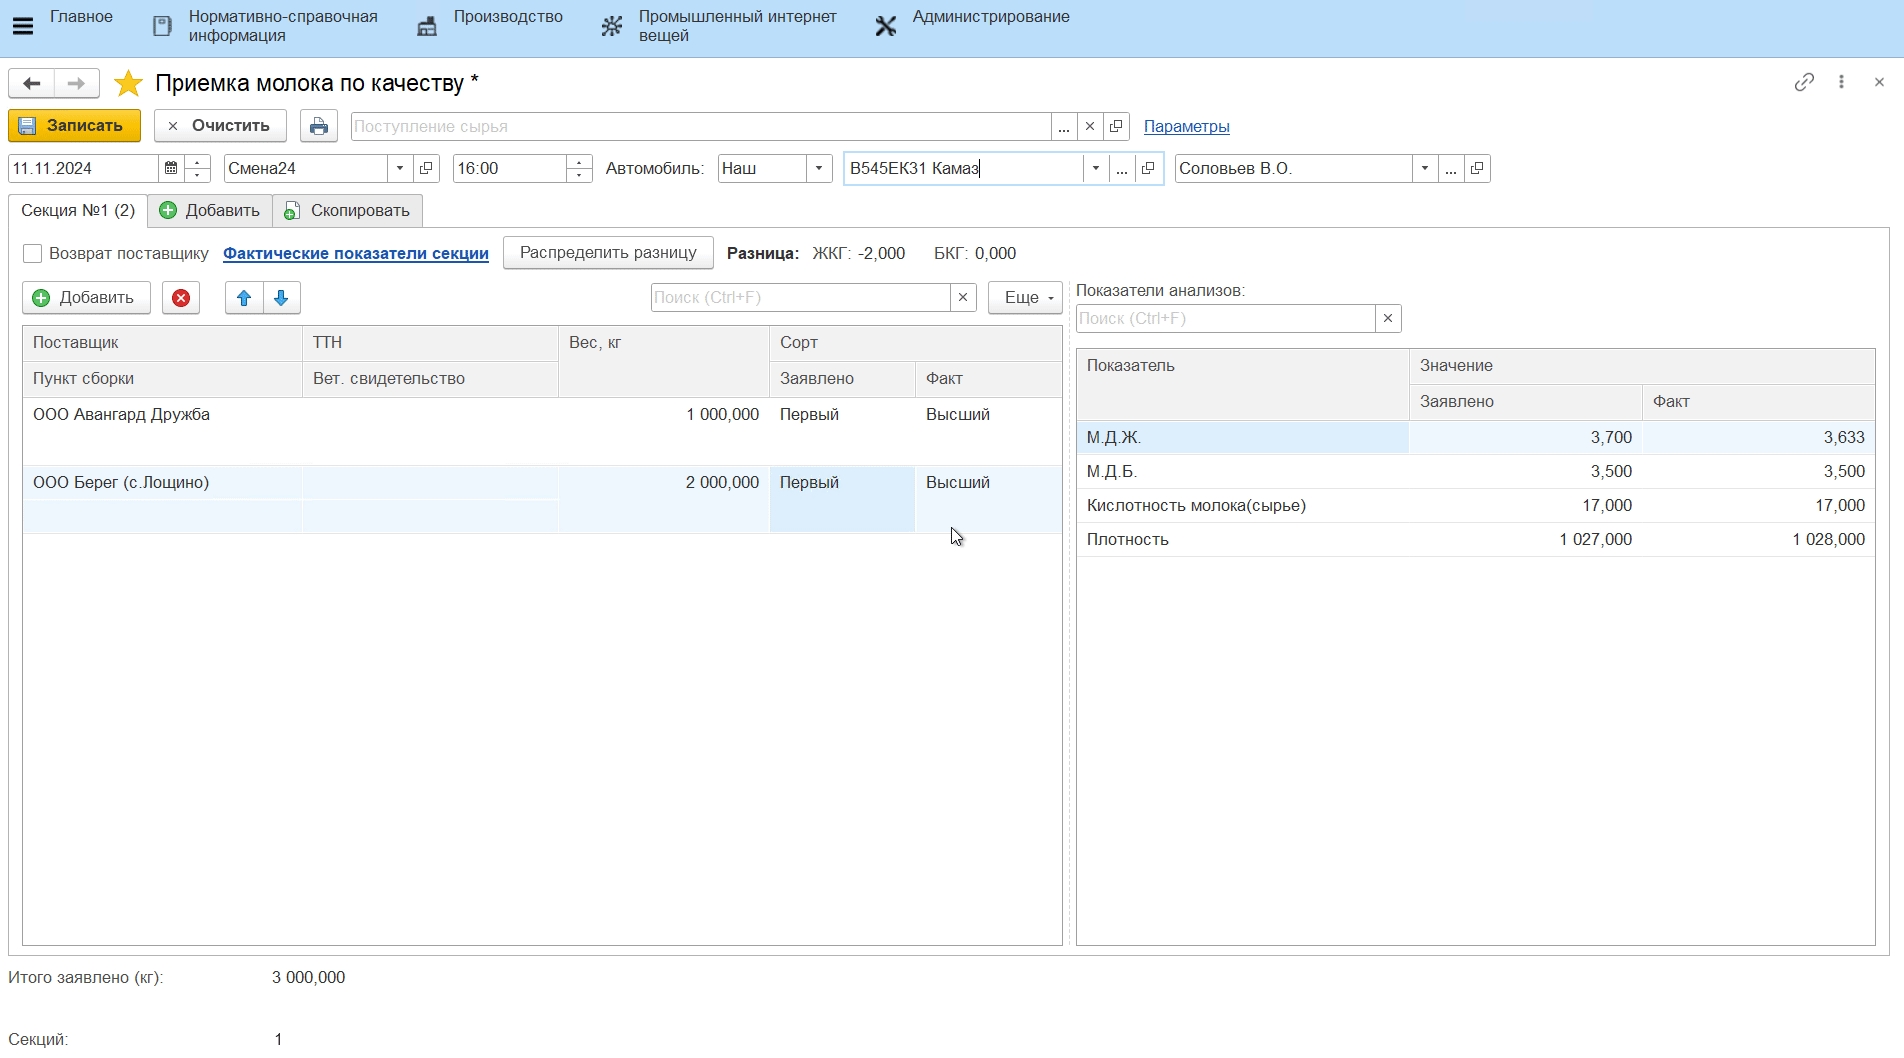 Главное
Нормативно-справочная
информация
Производство
Промышленный интернет
вещей
Администрирование
Приемка молока по качеству *
Записать
Очистить
Поступление сырья
...
Параметры
11.11.2024
Смена24
16:00
Автомобиль:
Наш
В545ЕК31 Камаз
...
Соловьев В.О.
...
Секция №1 (2)
Добавить
Скопировать
Возврат поставщику
Фактические показатели секции
Распределить разницу
Разница: ЖКГ: -2,000 БКГ: 0,000
Добавить
Поиск (Ctrl+F)
Еще
Поставщик ТТН Вес, кг Сорт
Пункт сборки Вет. свидетельство Заявлено Факт
ООО Авангард Дружба 1 000,000 Первый Высший
ООО Берег (с.Лощино) 2 000,000 Первый Высший
Показатели анализов:
Поиск (Ctrl+F)
Показатель Значение
Заявлено Факт
М.Д.Ж. 3,700 3,633
М.Д.Б. 3,500 3,500
Кислотность молока(сырье) 17,000 17,000
Плотность 1 027,000 1 028,000
Итого заявлено (кг): 3 000,000
Секций: 1